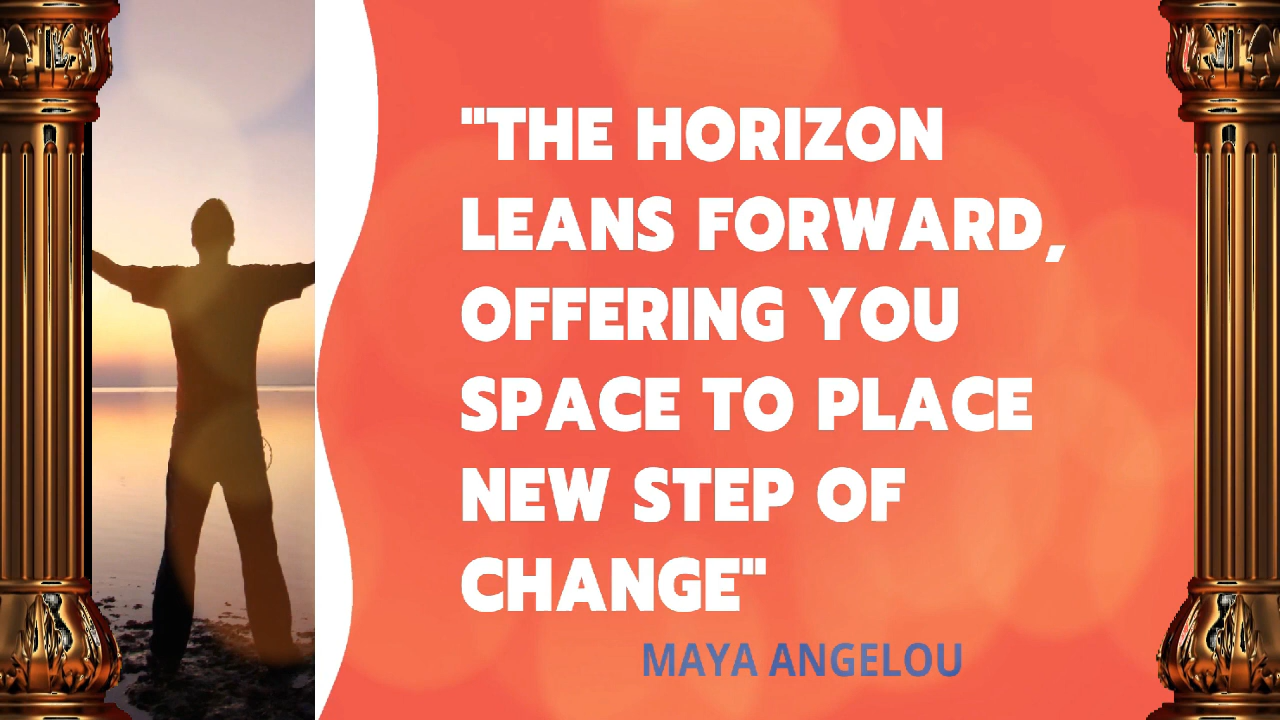 "THE HORIZON
LEANS FORWARD,
OFFERING YOU
SPACE TO PLACE
NEW STEP OF
CHANGE"
MAYA ANGELOU